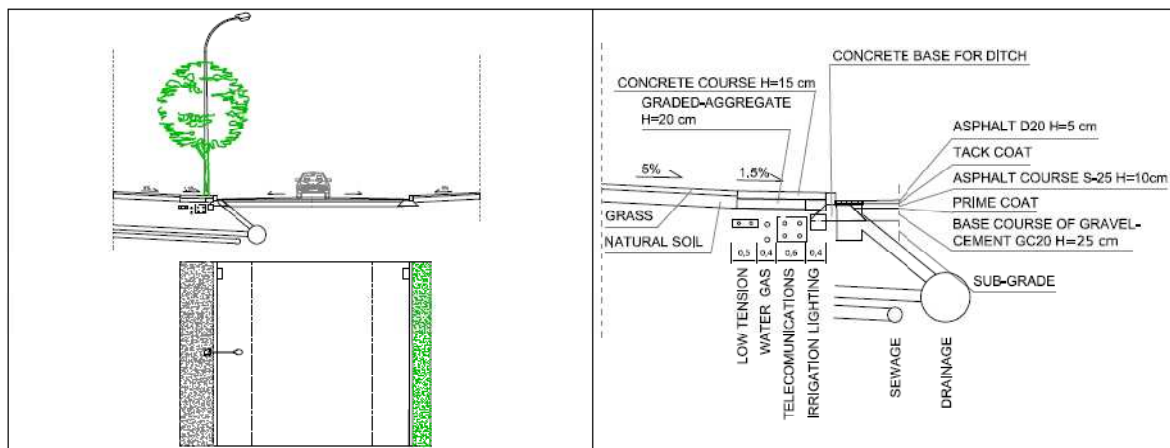 CONCRETE BASE FOR DITCH
CONCRETE COURSE H=15 cm
GRADED-AGGREGATE
H=20 cm
ASPHALT D20 H=5 cm
TACK COAT
5%
1,5%
ASPHALT COURSE S-25 H=10cm
PRIME COAT
GRASS
BASE COURSE OF GRAVEL-
CEMENT GC20 H=25 cm
NATURAL SOIL
0,5
0,4
0,6
0,4
SUB-GRADE
LOW TENSION
WATER GAS
TELECOMUNICATIONS
IRRIGATION LIGHTING
SEWAGE
DRAINAGE